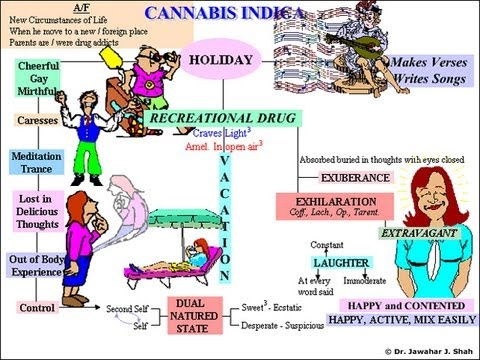 CANNABIS INDICA
A/F
New Circumstances of Life
When he move to a new / foreign place
Parents are / were drug addicts
HOLIDAY
Makes Verses
Writes Songs
Cheerful
Gay
Mirthful
Caresses
Meditation
Trance
Lost in
Delicious
Thoughts
Out of Body
Experience
Control
RECREATIONAL DRUG
Craves Light3
Amel. In open air3
VACATION
Absorbed buried in thoughts with eyes closed
EXUBERANCE
EXHILARATION
Coff., Lach., Op., Tarent.
EXTRAVAGANT
Constant
LAUGHTER
At every
word said
Immoderate
HAPPY and CONTENTED
HAPPY, ACTIVE, MIX EASILY
Second Self
Self
DUAL
NATURED
STATE
Sweet3 - Ecstatic
Desperate - Suspicious
© Dr. Jawahar J. Shah